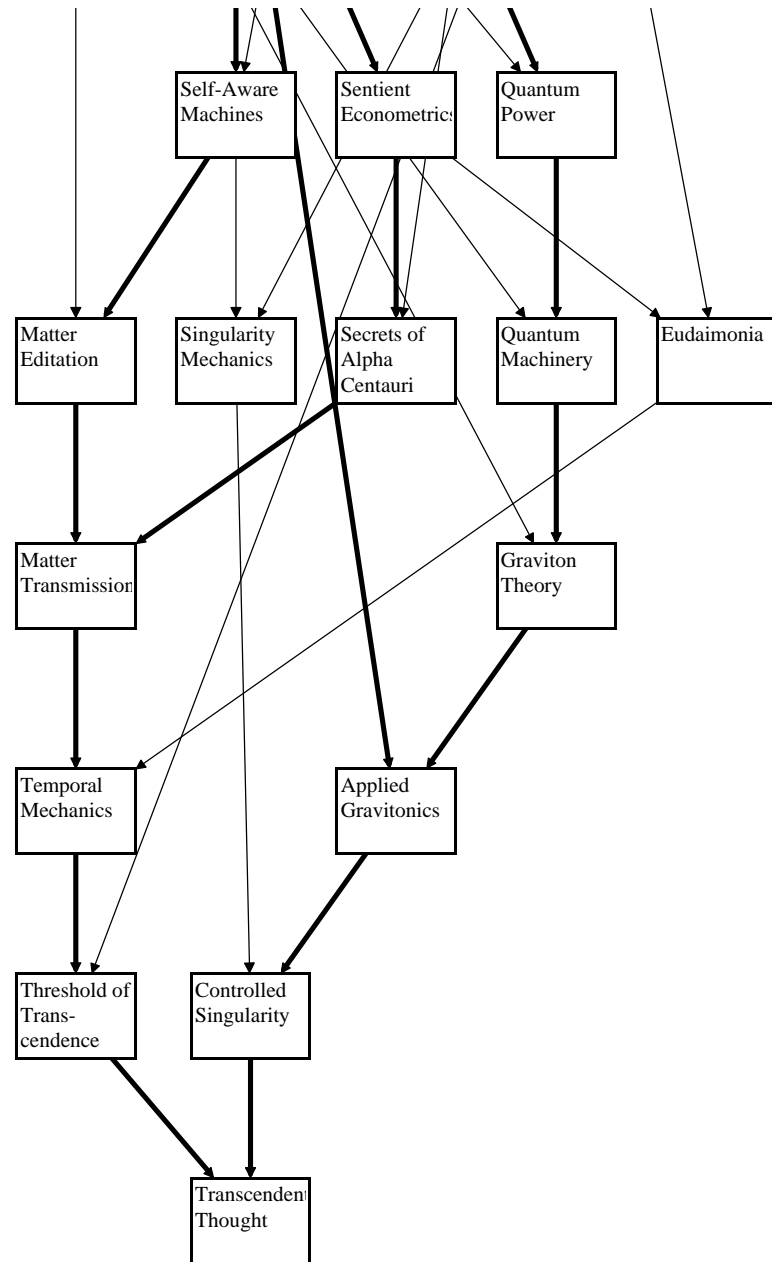 Self-Aware
Machines
Sentient
Econometrics
Quantum
Power
Matter
Editation
Singularity
Mechanics
Secrets of
Alpha
Centauri
Quantum
Machinery
Eudaimonia
Matter
Transmission
Graviton
Theory
Temporal
Mechanics
Applied
Gravitonics
Threshold of
Trans-
cendence
Controlled
Singularity
Transcendent
Thought